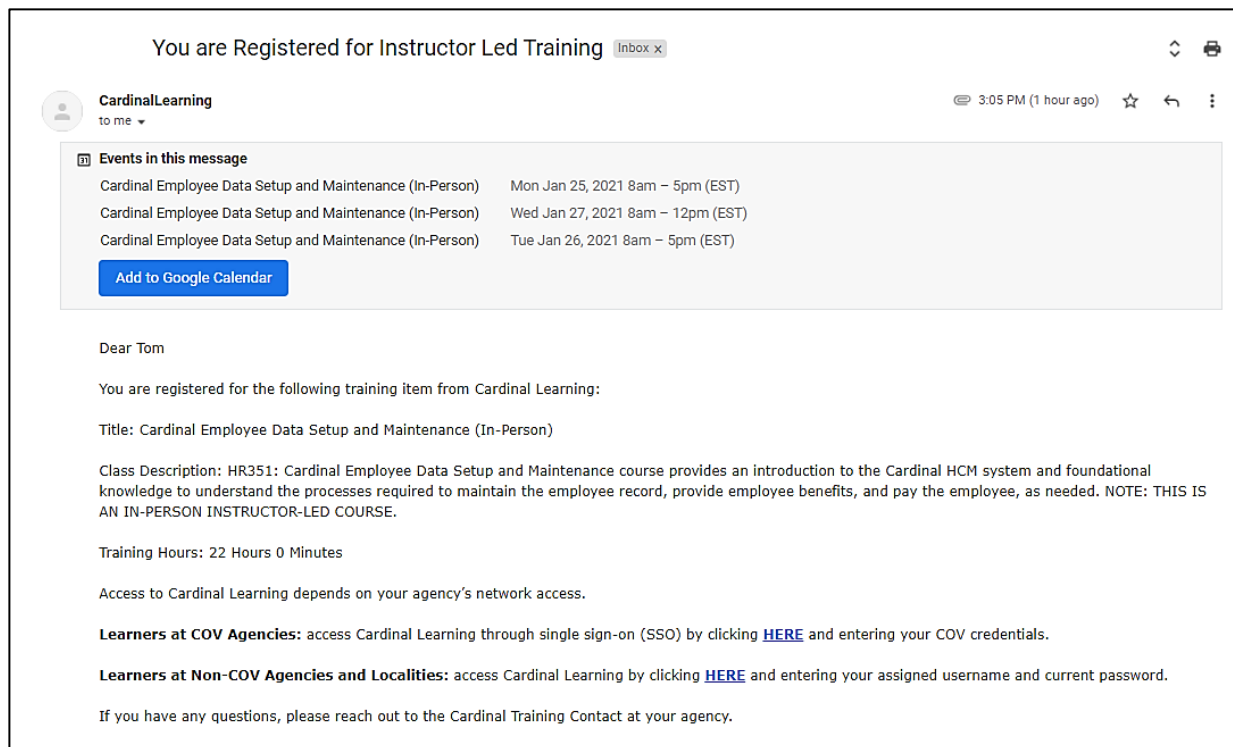 You are Registered for Instructor Led Training Inbox x
CardinalLearning 3:05 PM (1 hour ago)
to me
31 Events in this message
Cardinal Employee Data Setup and Maintenance (In-Person) Mon Jan 25, 2021 8am – 5pm (EST)
Cardinal Employee Data Setup and Maintenance (In-Person) Wed Jan 27, 2021 8am – 12pm (EST)
Cardinal Employee Data Setup and Maintenance (In-Person) Tue Jan 26, 2021 8am – 5pm (EST)
Add to Google Calendar
Dear Tom
You are registered for the following training item from Cardinal Learning:
Title: Cardinal Employee Data Setup and Maintenance (In-Person)
Class Description: HR351: Cardinal Employee Data Setup and Maintenance course provides an introduction to the Cardinal HCM system and foundational
knowledge to understand the processes required to maintain the employee record, provide employee benefits, and pay the employee, as needed. NOTE: THIS IS
AN IN-PERSON INSTRUCTOR-LED COURSE.
Training Hours: 22 Hours 0 Minutes
Access to Cardinal Learning depends on your agency's network access.
Learners at COV Agencies: access Cardinal Learning through single sign-on (SSO) by clicking HERE and entering your COV credentials.
Learners at Non-COV Agencies and Localities: access Cardinal Learning by clicking HERE and entering your assigned username and current password.
If you have any questions, please reach out to the Cardinal Training Contact at your agency.